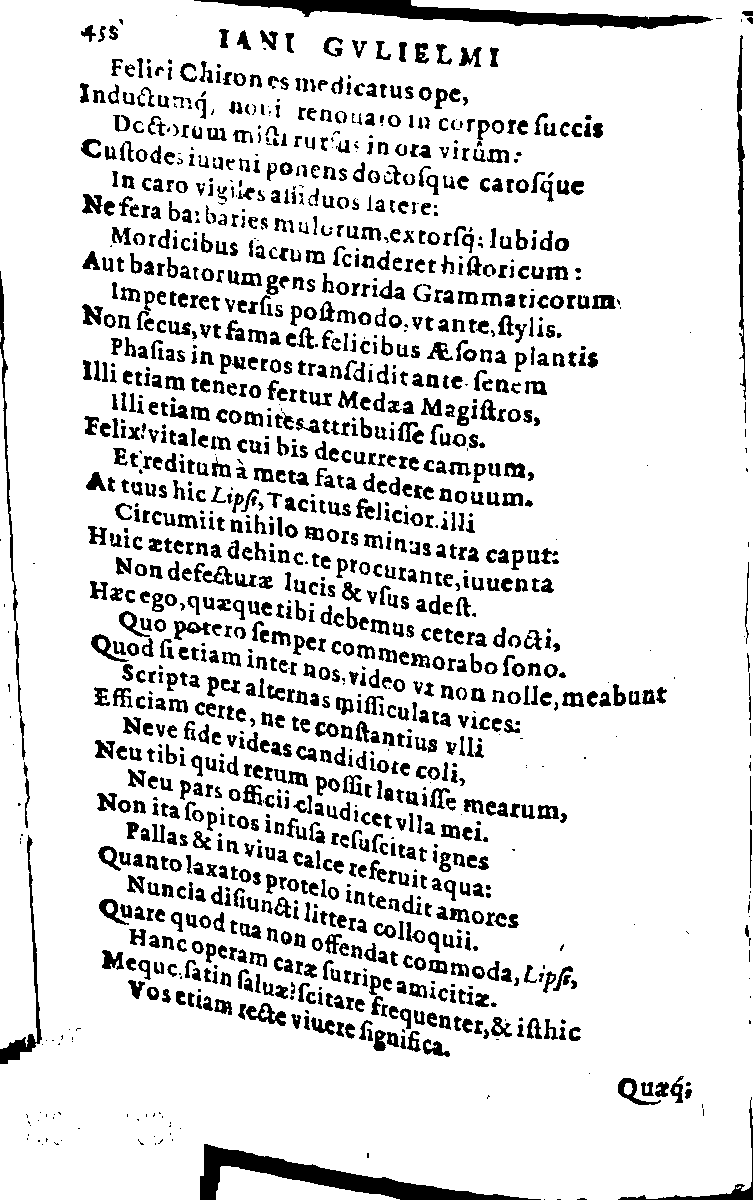 458 IANI GVLIELMI
Felici Chirones medicatus ope,
Inductumq́, noui renouato in corpore ſuccis
Doctorum miſti rurſus in ora virûm:
Cuſtodes iuueni ponens doctoſque caroſq́ue
In caro vigiles aſſiduos latere:
Ne fera barbaries mulorum, extorſq́; lubido
Mordicibus ſacrum ſcinderet hiſtoricum:
Aut barbatorum gens horrida Grammaticorum
Impeteret verſis poſtmodo, vt ante, ſtylis.
Non ſecus, vt fama eſt. felicibus Æſona plantis
Phaſias in pueros tranſdidit ante ſenem
Illi etiam tenero fertur Medæa Magiſtros,
Illi etiam comites attribuiſſe ſuos.
Felix! vitalem cui bis decurrere campum,
Et reditum à meta fata dedere nouum.
At tuus hic Lipſi, Tacitus felicior. illi
Circumiit nihilo mors minus atra caput:
Huic æterna dehinc. te procurante, iuuenta
Non defecturæ lucis & vſus adeſt.
Hæc ego, quæque tibi debemus cetera docti,
Quo potero ſemper commemorabo ſono.
Quod ſi etiam inter nos, video vt non nolle, meabunt
Scripta per alternas miſſiculata vices:
Efficiam certe, ne te conſtantius vlli
Neve fide videas candidiore coli,
Neu tibi quid rerum poſſit latuiſſe mearum,
Neu pars officii claudicet vlla mei.
Non ita ſopitos infuſa reſuſcitat ignes
Pallas & in viua calce referuit aqua:
Quanto laxatos protelo intendit amores
Nuncia diſiuncti littera colloquii.
Quare quod tua non offendat commoda, Lipſi,
Hanc operam caræ ſurripe amicitiæ.
Meque. ſatin ſaluæ? ſcitare frequenter, & iſthic
Vos etiam recte viuere ſignifica.
Quæq́;